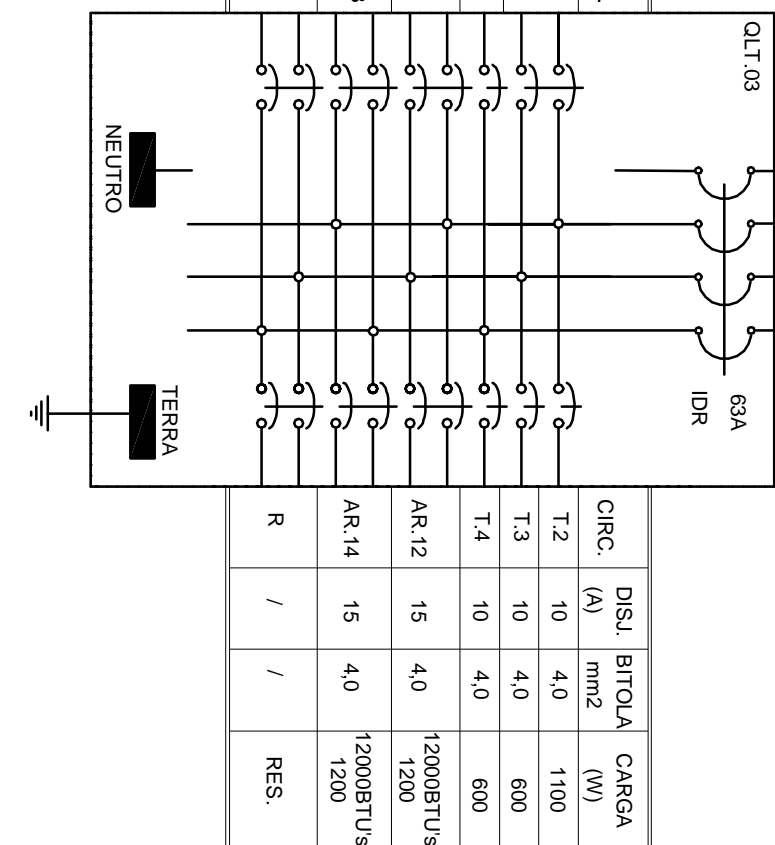 QLT.03
63A
IDR
NEUTRO
TERRA
CIRC. DISJ. (A) BITOLA mm2 CARGA (W)
T.2 10 4,0 1100
T.3 10 4,0 600
T.4 10 4,0 600
AR.12 15 4,0 12000BTU's 1200
AR.14 15 4,0 12000BTU's 1200
R / / RES.